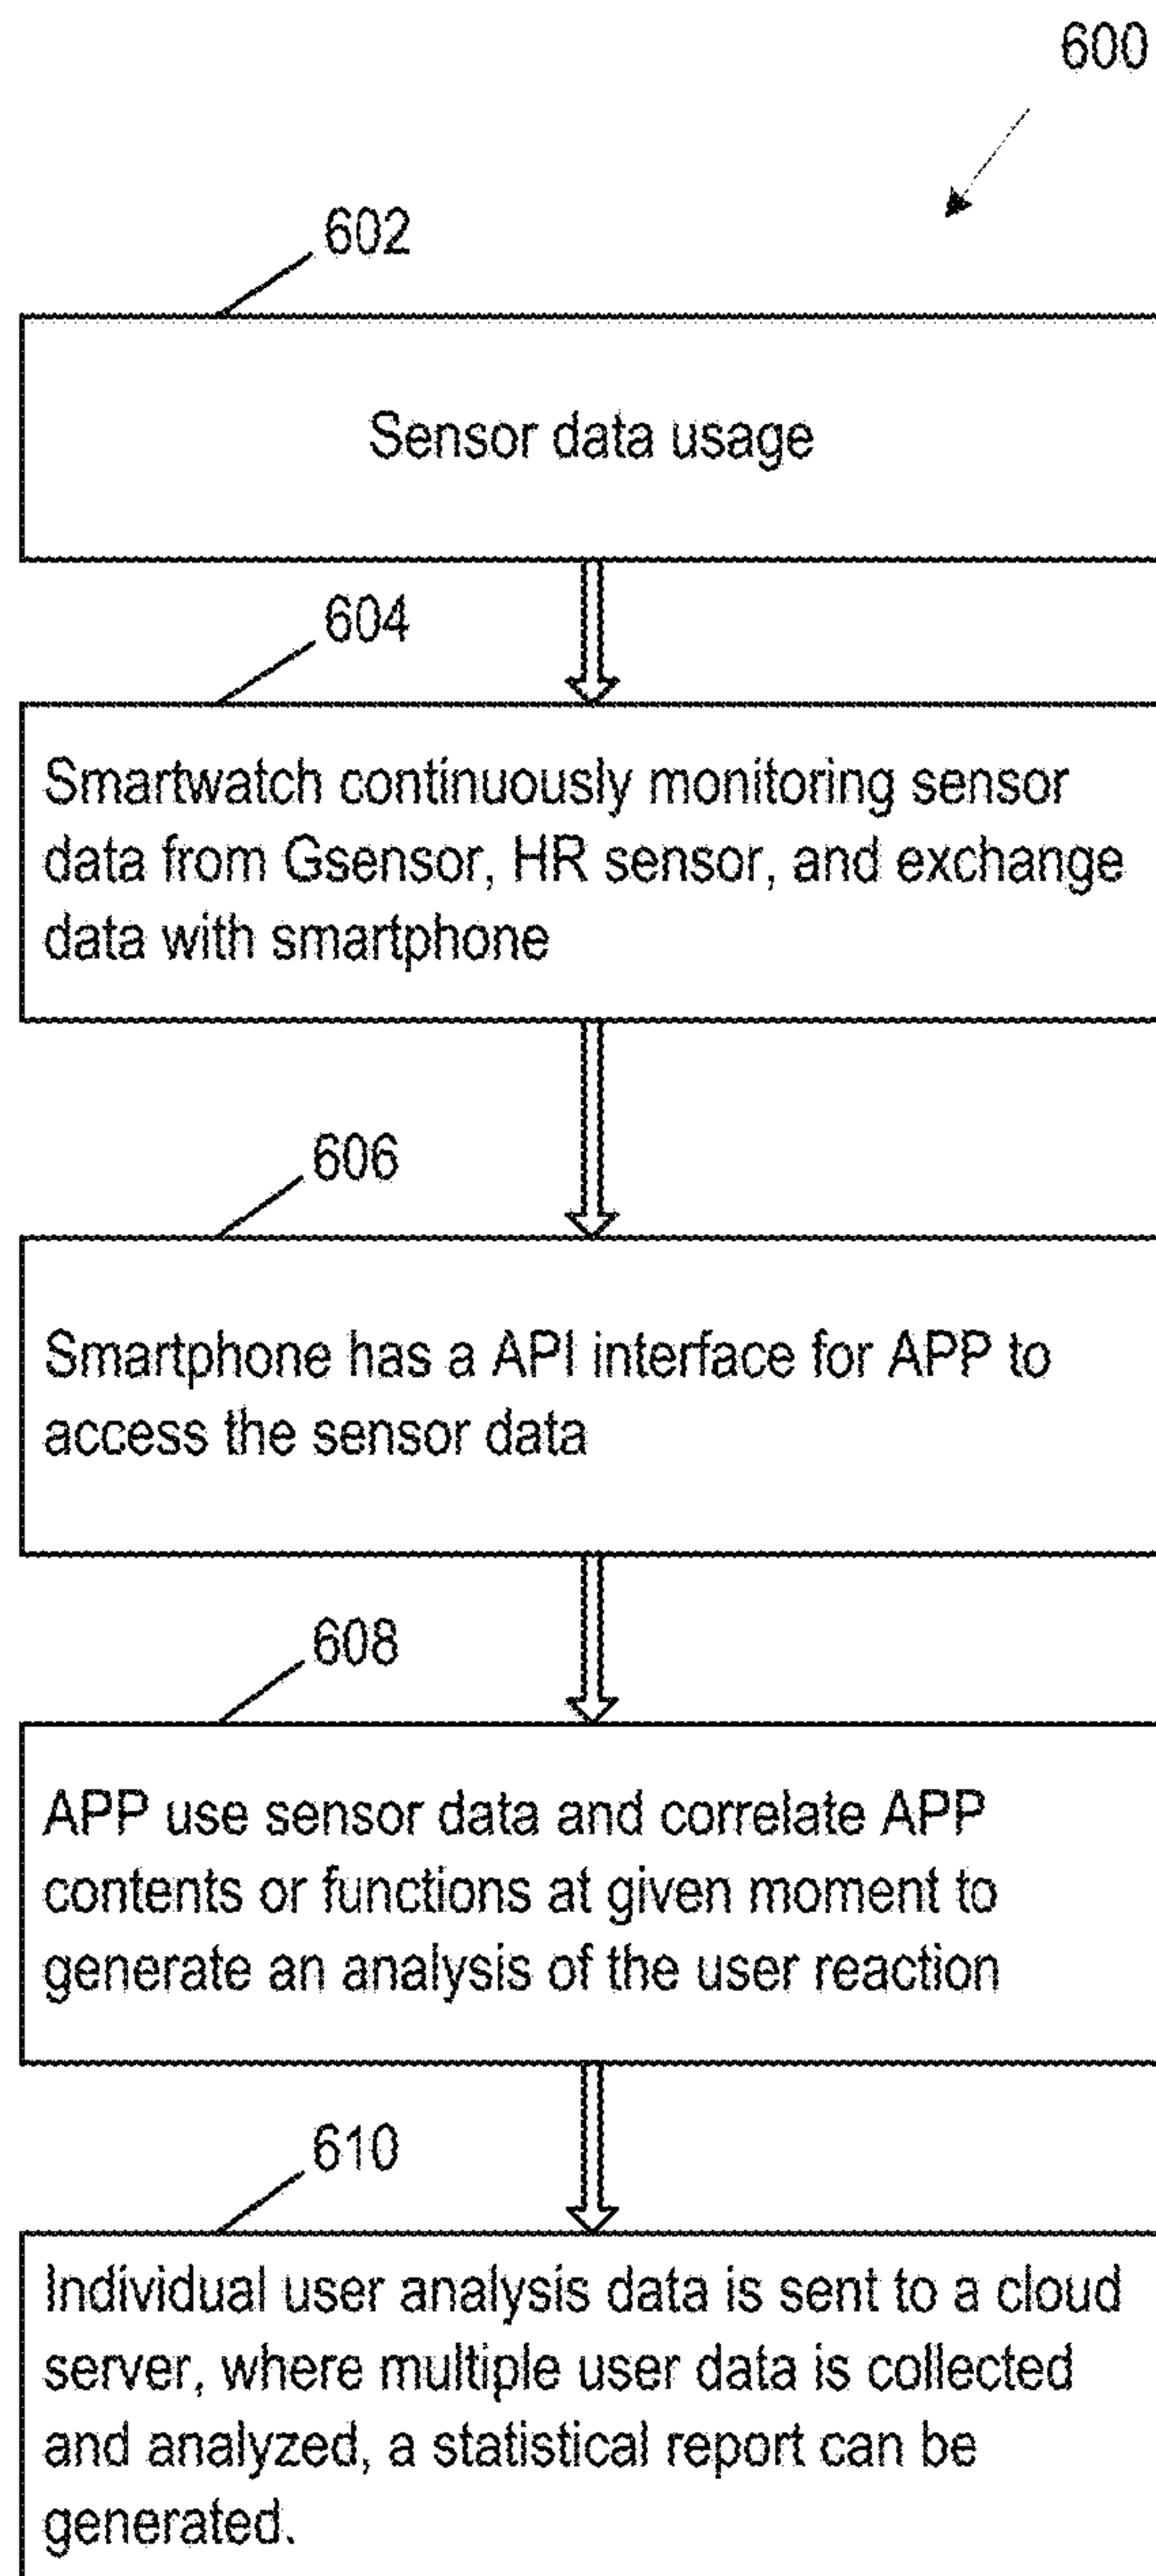 600
602
Sensor data usage
604
Smartwatch continuously monitoring sensor
data from Gsensor, HR sensor, and exchange
data with smartphone
606
Smartphone has a API interface for APP to
access the sensor data
608
APP use sensor data and correlate APP
contents or functions at given moment to
generate an analysis of the user reaction
610
Individual user analysis data is sent to a cloud
server, where multiple user data is collected
and analyzed, a statistical report can be
generated.